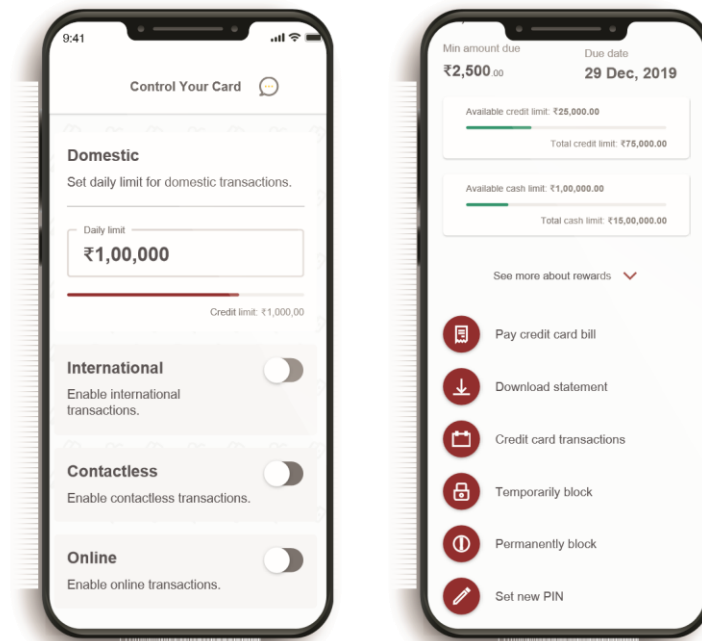 9:41
Control Your Card
Domestic
Set daily limit for domestic transactions.
Daily limit
₹1,00,000
Credit limit: ₹1,000,00
International
Enable international
transactions.
Contactless
Enable contactless transactions.
Online
Enable online transactions.
Min amount due
₹2,500.00
Due date
29 Dec, 2019
Available credit limit: ₹25,000.00
Total credit limit: ₹75,000.00
Available cash limit: ₹1,00,000.00
Total cash limit: ₹15,00,000.00
See more about rewards
Pay credit card bill
Download statement
Credit card transactions
Temporarily block
Permanently block
Set new PIN